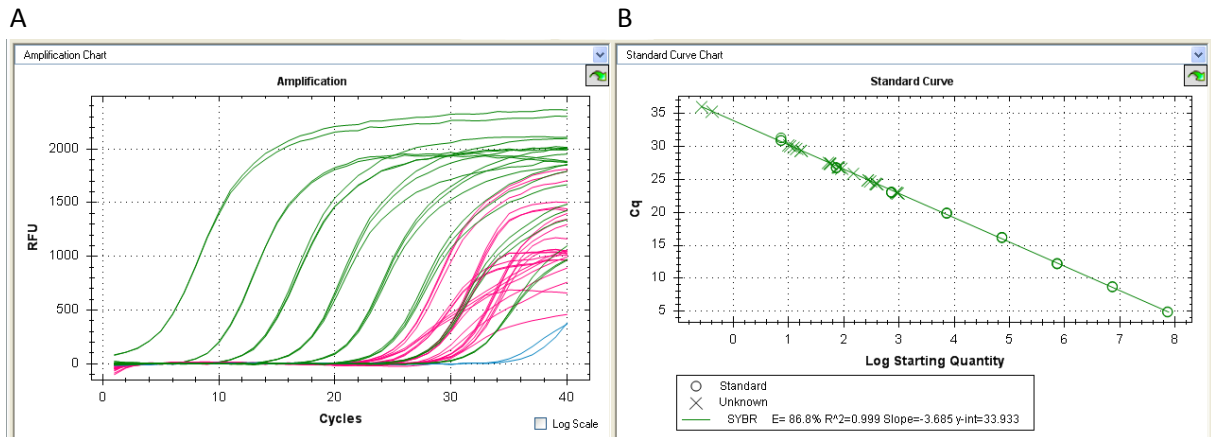 A
Amplification Chart
Amplification
RFU
2000
1500
1000
500
0
0 10 20 30 40
Cycles
Log Scale
B
Standard Curve Chart
Standard Curve
Cq
35
30
25
20
15
10
5
0 1 2 3 4 5 6 7 8
Log Starting Quantity
Standard
Unknown
SYBR E= 86.8% R^2=0.999 Slope=-3.685 y-int=33.933